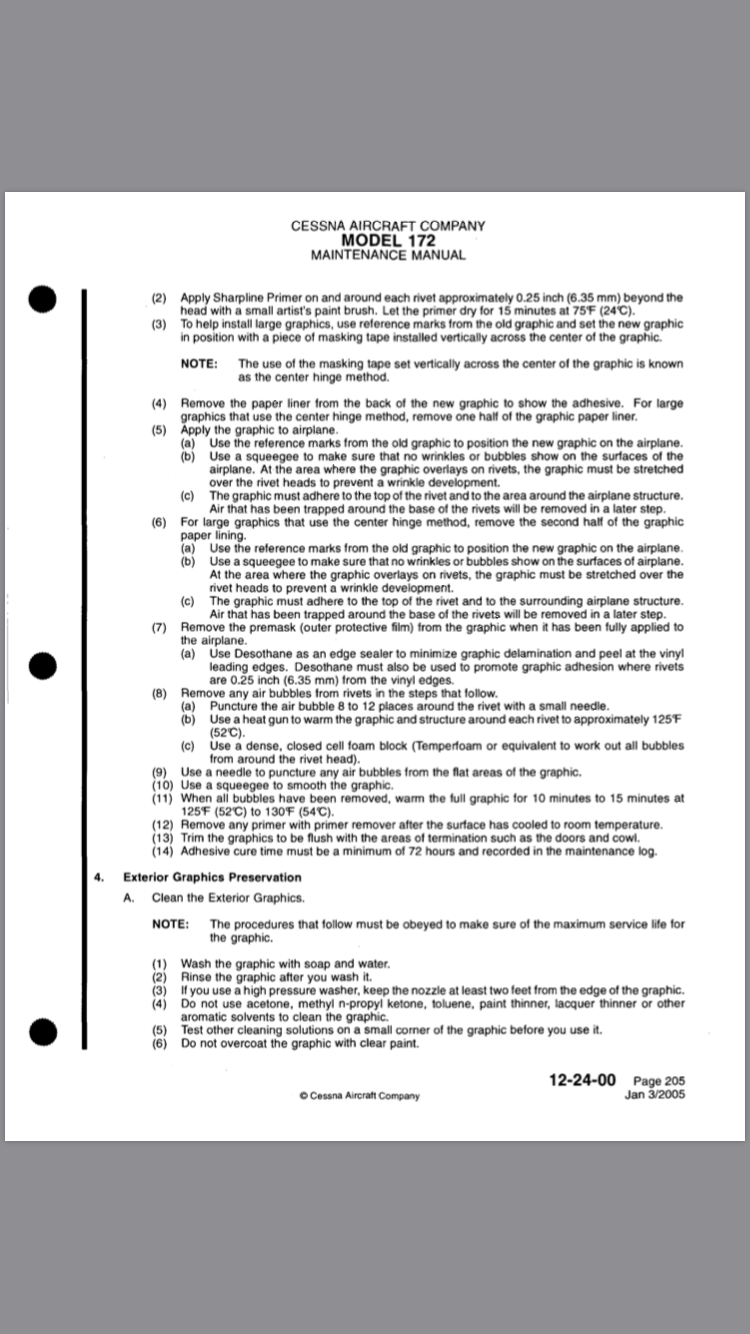 CESSNA AIRCRAFT COMPANY
MODEL 172
MAINTENANCE MANUAL
(2) Apply Sharpline Primer on and around each rivet approximately 0.25 inch (6.35 mm) beyond the
head with a small artist's paint brush. Let the primer dry for 15 minutes at 75°F (24°C).
(3) To help install large graphics, use reference marks from the old graphic and set the new graphic
in position with a piece of masking tape installed vertically across the center of the graphic.
NOTE: The use of the masking tape set vertically across the center of the graphic is known
as the center hinge method.
(4) Remove the paper liner from the back of the new graphic to show the adhesive. For large
graphics that use the center hinge method, remove one half of the graphic paper liner.
(5) Apply the graphic to airplane.
(a) Use the reference marks from the old graphic to position the new graphic on the airplane.
(b) Use a squeegee to make sure that no wrinkles or bubbles show on the surfaces of the
airplane. At the area where the graphic overlays on rivets, the graphic must be stretched
over the rivet heads to prevent a wrinkle development.
(c) The graphic must adhere to the top of the rivet and to the area around the airplane structure.
Air that has been trapped around the base of the rivets will be removed in a later step.
(6) For large graphics that use the center hinge method, remove the second half of the graphic
paper lining.
(a) Use the reference marks from the old graphic to position the new graphic on the airplane.
(b) Use a squeegee to make sure that no wrinkles or bubbles show on the surfaces of airplane.
At the area where the graphic overlays on rivets, the graphic must be stretched over the
rivet heads to prevent a wrinkle development.
(c) The graphic must adhere to the top of the rivet and to the surrounding airplane structure.
Air that has been trapped around the base of the rivets will be removed in a later step.
(7) Remove the premask (outer protective film) from the graphic when it has been fully applied to
the airplane.
(a) Use Desothane as an edge sealer to minimize graphic delamination and peel at the vinyl
leading edges. Desothane must also be used to promote graphic adhesion where rivets
are 0.25 inch (6.35 mm) from the vinyl edges.
(8) Remove any air bubbles from rivets in the steps that follow.
(a) Puncture the air bubble 8 to 12 places around the rivet with a small needle.
(b) Use a heat gun to warm the graphic and structure around each rivet to approximately 125°F
(52°C).
(c) Use a dense, closed cell foam block (Temperfoam or equivalent to work out all bubbles
from around the rivet head).
(9) Use a needle to puncture any air bubbles from the flat areas of the graphic.
(10) Use a squeegee to smooth the graphic.
(11) When all bubbles have been removed, warm the full graphic for 10 minutes to 15 minutes at
125°F (52°C) to 130°F (54°C).
(12) Remove any primer with primer remover after the surface has cooled to room temperature.
(13) Trim the graphics to be flush with the areas of termination such as the doors and cowl.
(14) Adhesive cure time must be a minimum of 72 hours and recorded in the maintenance log.
4. Exterior Graphics Preservation
A. Clean the Exterior Graphics.
NOTE: The procedures that follow must be obeyed to make sure of the maximum service life for
the graphic.
(1) Wash the graphic with soap and water.
(2) Rinse the graphic after you wash it.
(3) If you use a high pressure washer, keep the nozzle at least two feet from the edge of the graphic.
(4) Do not use acetone, methyl n-propyl ketone, toluene, paint thinner, lacquer thinner or other
aromatic solvents to clean the graphic.
(5) Test other cleaning solutions on a small corner of the graphic before you use it.
(6) Do not overcoat the graphic with clear paint.
12-24-00 Page 205
© Cessna Aircraft Company Jan 3/2005